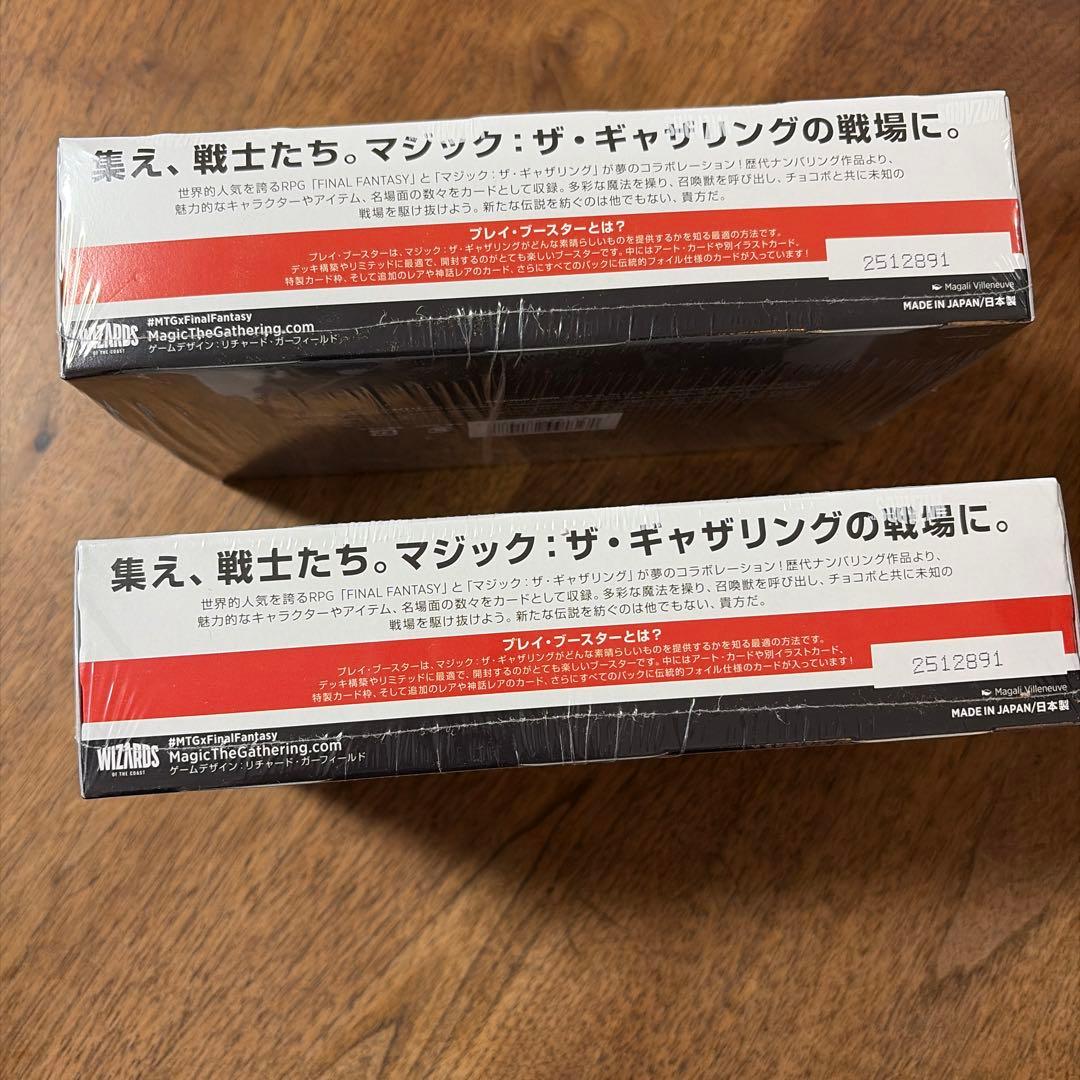 集え、戦士たち。マジック:ザ・ギャザリングの戦場に。
世界的人気を誇るRPG「FINAL FANTASY」と「マジック:ザ・ギャザリング」が夢のコラボレーション!歴代ナンバリング作品より、
魅力的なキャラクターやアイテム、名場面の数々をカードとして収録。多彩な魔法を操り、召喚獣を呼び出し、チョコボと共に未知の
戦場を駆け抜けよう。新たな伝説を紡ぐのは他でもない、貴方だ。
プレイ・ブースターとは?
プレイ・ブースターは、マジック:ザ・ギャザリングがどんな素晴らしいものを提供するかを知る最適の方法です。
デッキ構築やリミテッドに最適で、開封するのがとても楽しいブースターです。中にはアート・カードや別イラストカード、
特製カード枠、そして追加のレアや神話レアのカード、さらにすべてのパックに伝統的フォイル仕様のカードが入っています!
2512891
Magali Villeneuve
MADE IN JAPAN/日本製
#MTGxFinalFantasy
WIZARDS
OF THE COAST
MagicTheGathering.com
ゲームデザイン:リチャード・ガーフィールド
集え、戦士たち。マジック:ザ・ギャザリングの戦場に。
世界的人気を誇るRPG「FINAL FANTASY」と「マジック:ザ・ギャザリング」が夢のコラボレーション!歴代ナンバリング作品より、
魅力的なキャラクターやアイテム、名場面の数々をカードとして収録。多彩な魔法を操り、召喚獣を呼び出し、チョコボと共に未知の
戦場を駆け抜けよう。新たな伝説を紡ぐのは他でもない、貴方だ。
プレイ・ブースターとは?
プレイ・ブースターは、マジック:ザ・ギャザリングがどんな素晴らしいものを提供するかを知る最適の方法です。
デッキ構築やリミテッドに最適で、開封するのがとても楽しいブースターです。中にはアート・カードや別イラストカード、
特製カード枠、そして追加のレアや神話レアのカード、さらにすべてのパックに伝統的フォイル仕様のカードが入っています!
2512891
Magali Villeneuve
MADE IN JAPAN/日本製
#MTGxFinalFantasy
WIZARDS
OF THE COAST
MagicTheGathering.com
ゲームデザイン:リチャード・ガーフィールド